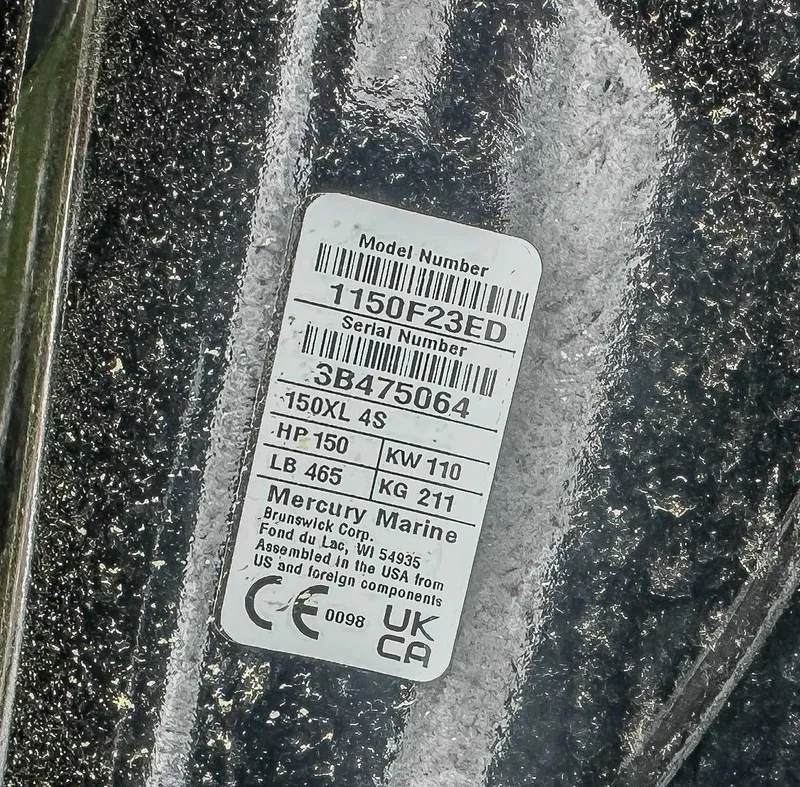 Model Number
1150F23ED
Serial Number
3B475064
150XL 4S
HP 150 KW 110
LB 465 KG 211
Mercury Marine
Brunswick Corp.
Fond du Lac, WI 54935
Assembled in the USA from
US and foreign components
CE 0098 UK
CA